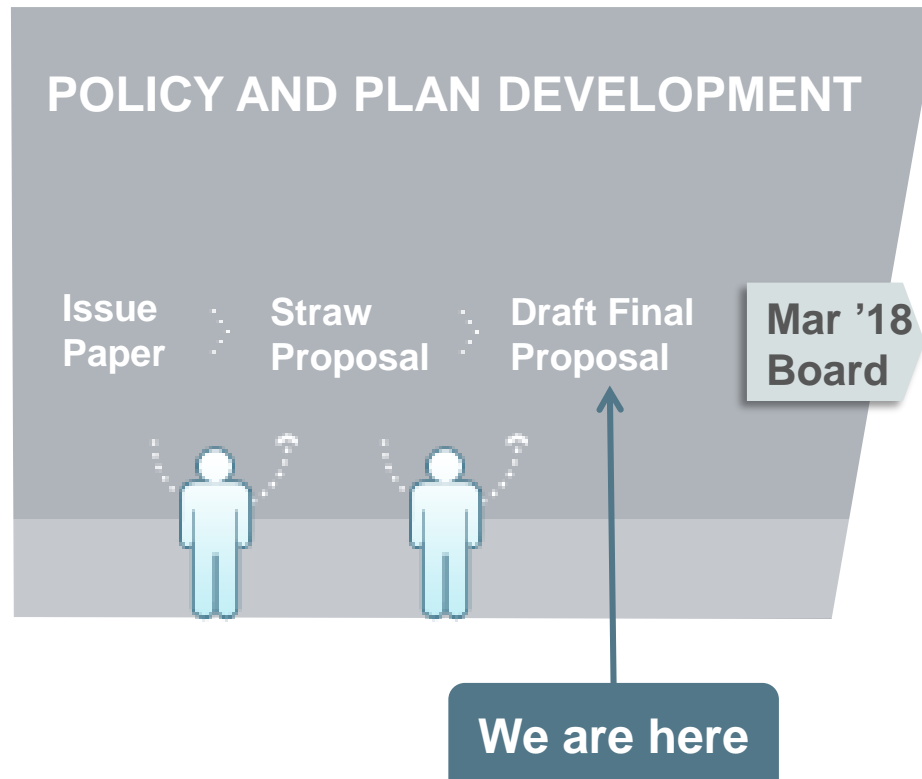 POLICY AND PLAN DEVELOPMENT
Issue
Paper
Straw
Proposal
Draft Final
Proposal
Mar ’18
Board
We are here